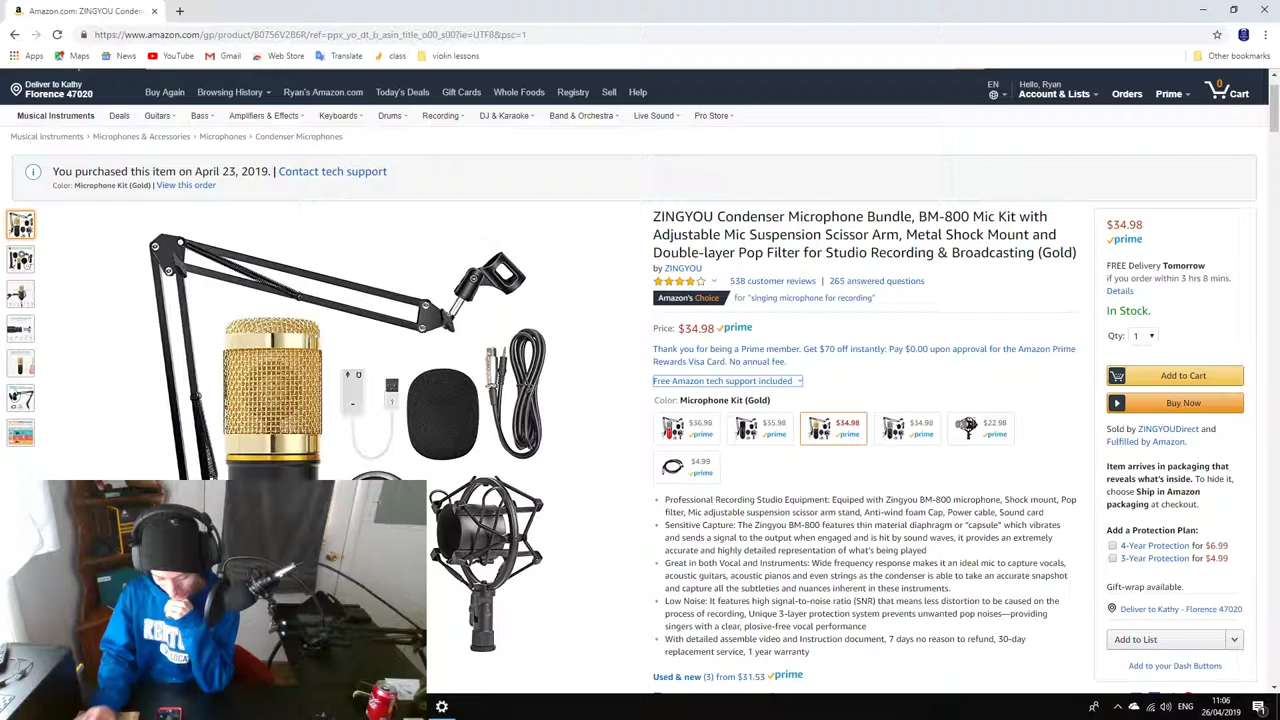 Amazon.com: ZINGYOU Condenser
https://www.amazon.com/gp/product/B0756V2B6R/ref=ppx_yo_dt_b_asin_title_o00_s00?ie=UTF8&psc=1
Apps Maps News YouTube Gmail Web Store Translate class violin lessons Other bookmarks
Deliver to Kathy
Florence 47020
Buy Again Browsing History Ryan's Amazon.com Today's Deals Gift Cards Whole Foods Registry Sell Help
EN
Hello, Ryan
Account & Lists Orders Prime 0 Cart
Musical Instruments Deals Guitars Bass Amplifiers & Effects Keyboards Drums Recording DJ & Karaoke Band & Orchestra Live Sound Pro Store
Musical Instruments › Microphones & Accessories › Microphones › Condenser Microphones
You purchased this item on April 23, 2019. | Contact tech support
Color: Microphone Kit (Gold) | View this order
ZINGYOU Condenser Microphone Bundle, BM-800 Mic Kit with
Adjustable Mic Suspension Scissor Arm, Metal Shock Mount and
Double-layer Pop Filter for Studio Recording & Broadcasting (Gold)
by ZINGYOU
538 customer reviews | 265 answered questions
Amazon's Choice for "singing microphone for recording"
Price: $34.98 prime
Thank you for being a Prime member. Get $70 off instantly: Pay $0.00 upon approval for the Amazon Prime
Rewards Visa Card. No annual fee.
Free Amazon tech support included
Color: Microphone Kit (Gold)
$36.98 prime
$35.98 prime
$34.98 prime
$34.98 prime
$22.98 prime
$4.99 prime
• Professional Recording Studio Equipment: Equiped with Zingyou BM-800 microphone, Shock mount, Pop
filter, Mic adjustable suspension scissor arm stand, Anti-wind foam Cap, Power cable, Sound card
• Sensitive Capture: The Zingyou BM-800 features thin material diaphragm or “capsule” which vibrates
and sends a signal to the output when engaged and is hit by sound waves, it provides an extremely
accurate and highly detailed representation of what's being played
• Great in both Vocal and Instruments: Wide frequency response makes it an ideal mic to capture vocals,
acoustic guitars, acoustic pianos and even strings as the condenser is able to take an accurate snapshot
and capture all the subtleties and nuances inherent in these instruments.
• Low Noise: It features high signal-to-noise ratio (SNR) that means less distortion to be caused on the
process of recording, Unique 3-layer protection system prevents unwanted pop noises—providing
singers with a clear, plosive-free vocal performance
• With detailed assemble video and Instruction document, 7 days no reason to refund, 30-day
replacement service, 1 year warranty
Used & new (3) from $31.53 prime
$34.98
prime
FREE Delivery Tomorrow
if you order within 3 hrs 8 mins.
Details
In Stock.
Qty: 1
Add to Cart
Buy Now
Sold by ZINGYOUDirect and
Fulfilled by Amazon.
Item arrives in packaging that
reveals what's inside. To hide it,
choose Ship in Amazon
packaging at checkout.
Add a Protection Plan:
4-Year Protection for $6.99
3-Year Protection for $4.99
Gift-wrap available.
Deliver to Kathy - Florence 47020
Add to List
Add to your Dash Buttons
ENG
11:06
26/04/2019